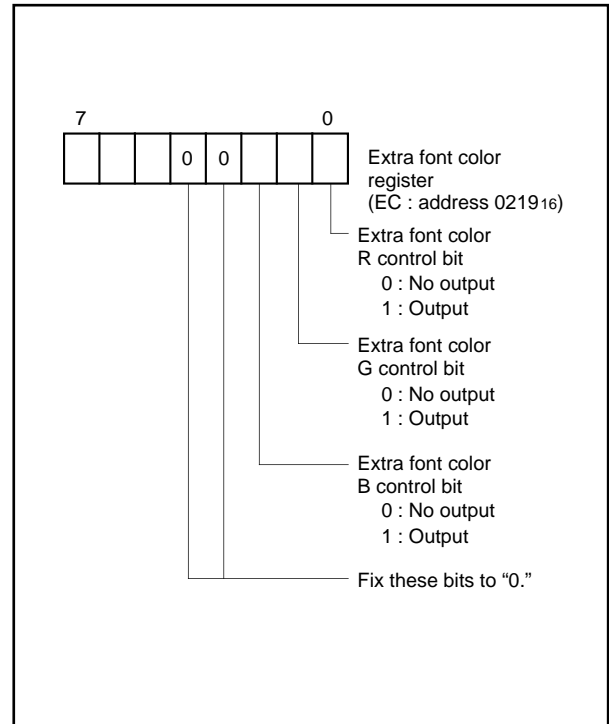 7 0
0 0
Extra font color
register
(EC : address 021916)
Extra font color
R control bit
0 : No output
1 : Output
Extra font color
G control bit
0 : No output
1 : Output
Extra font color
B control bit
0 : No output
1 : Output
Fix these bits to “0.”